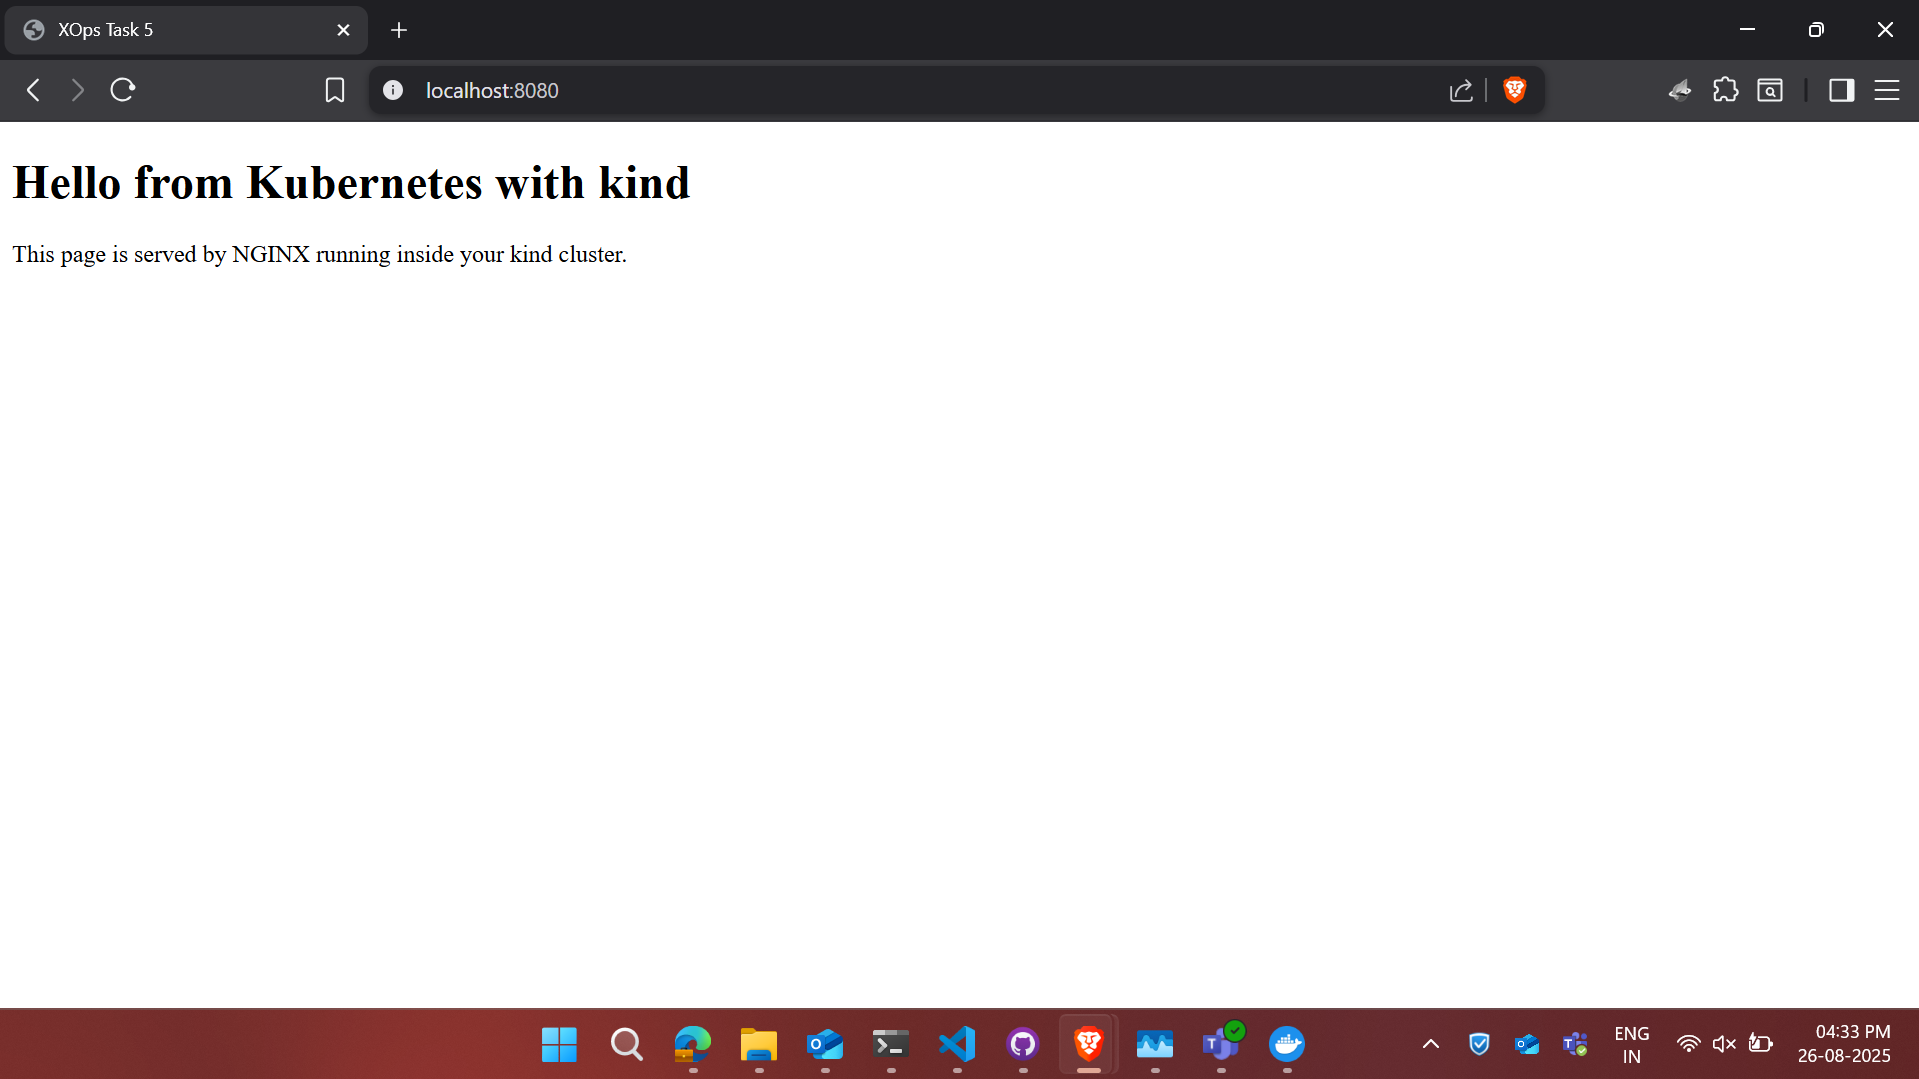 XOps Task 5
localhost:8080
Hello from Kubernetes with kind
This page is served by NGINX running inside your kind cluster.
ENG
IN
04:33 PM
26-08-2025